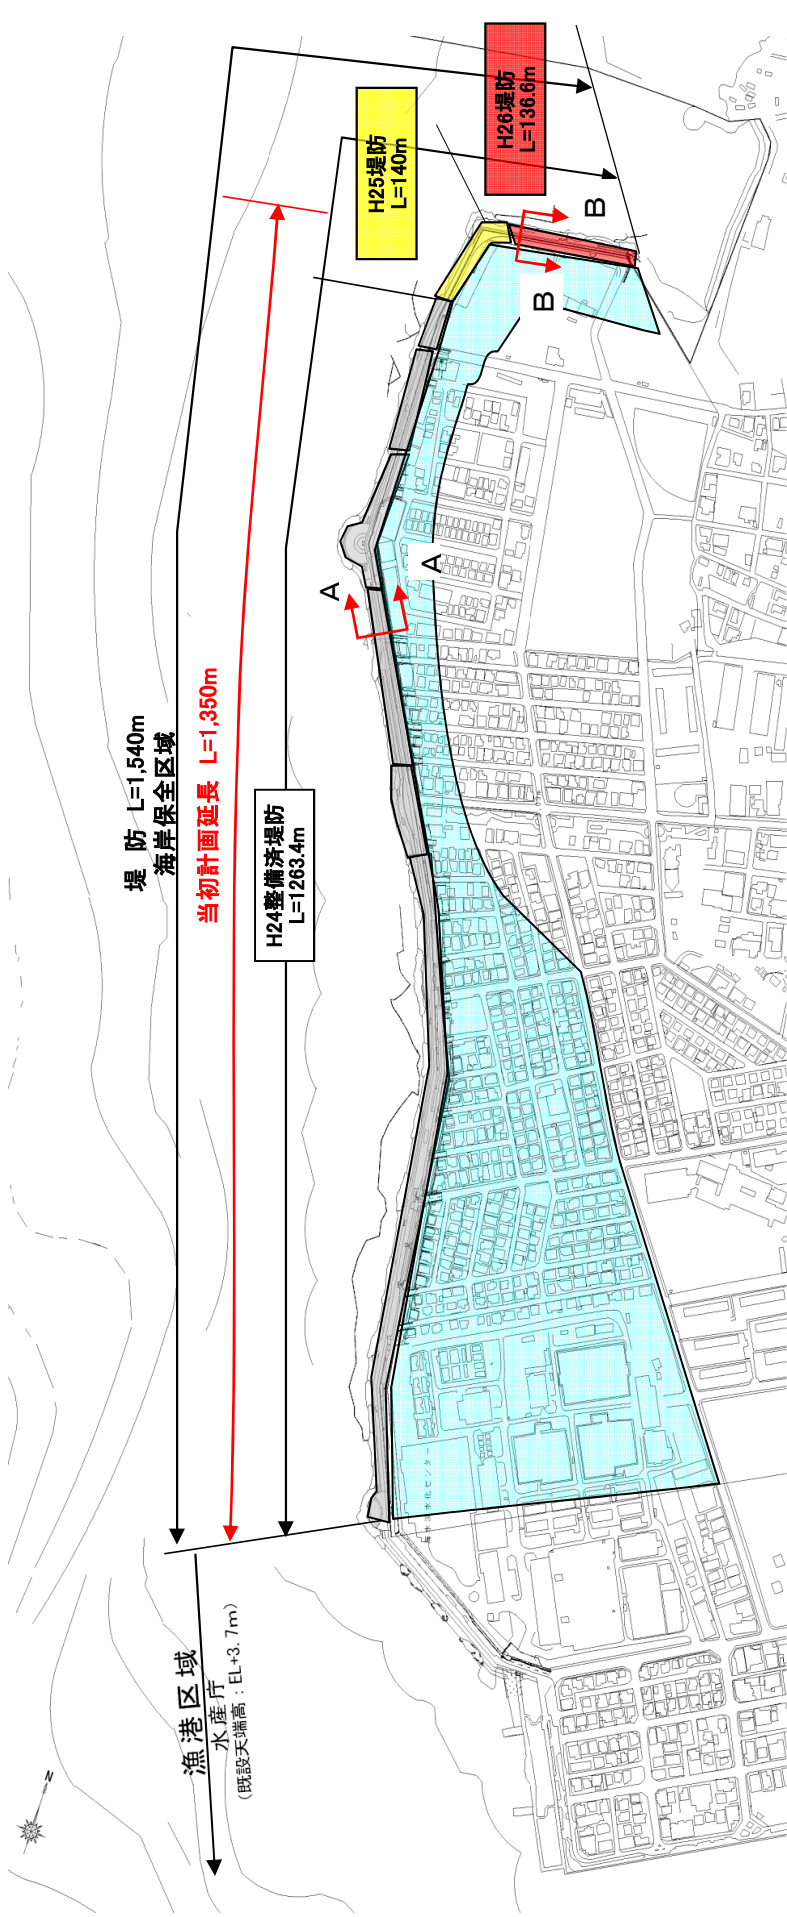 堤 防 L=1,540m
海岸保全区域
当初計画延長 L=1,350m
H24整備済堤防
L=1263.4m
H25堤防
L=140m
H26堤防
L=136.6m
A
A
B
B
漁港区域
水産庁
(既設天端高：EL+3.7m)
N